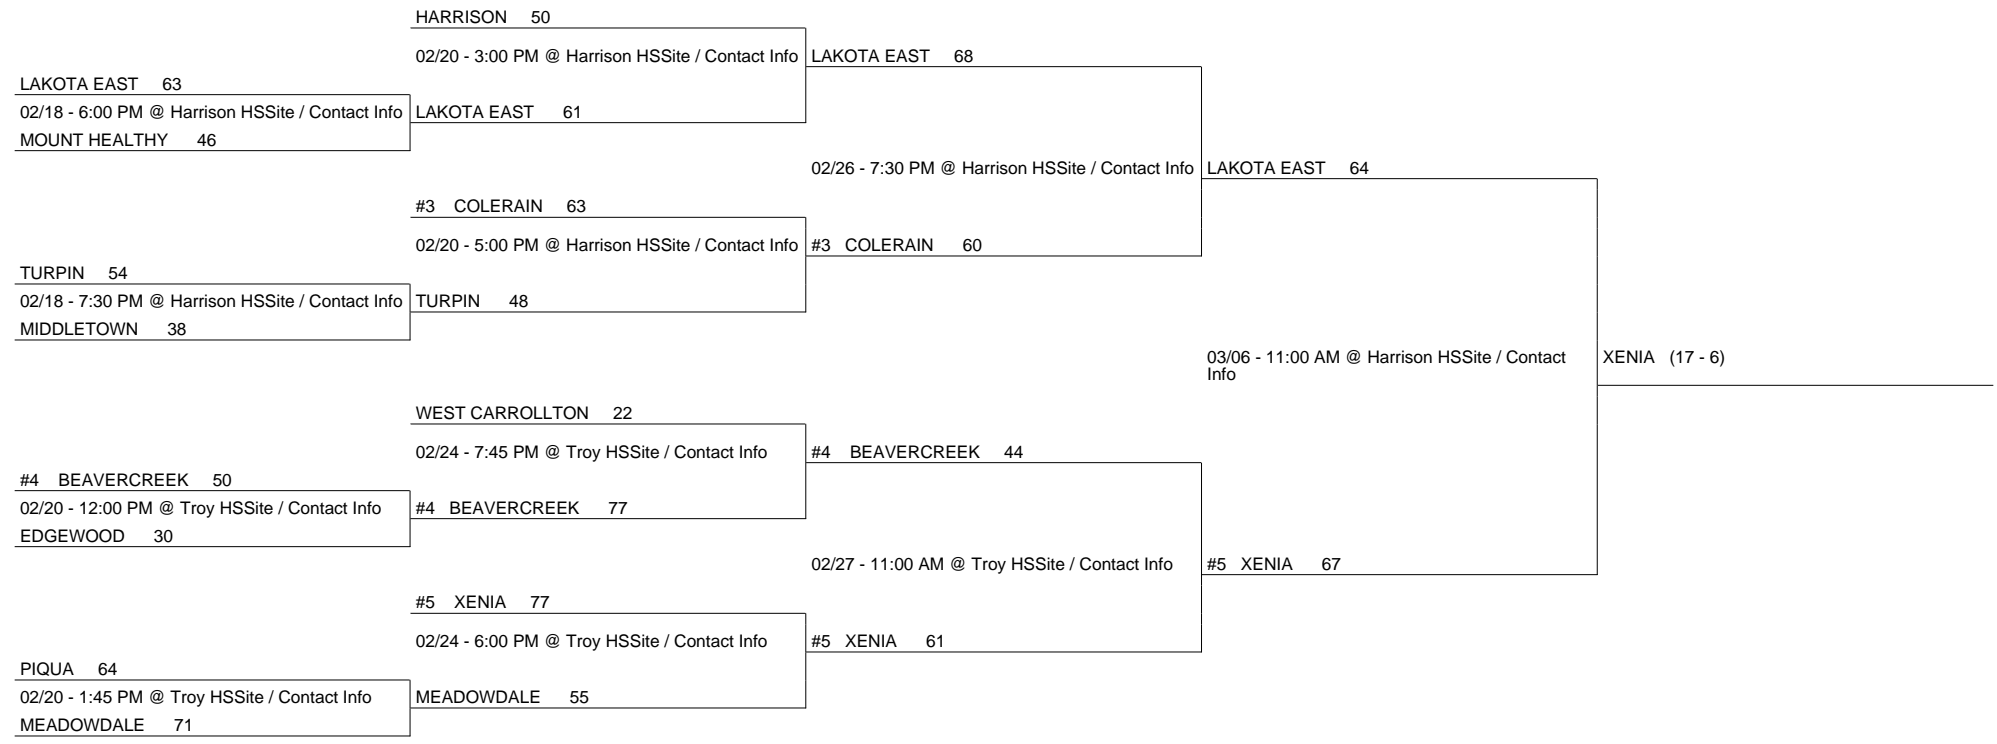 HARRISON 50
02/20 - 3:00 PM @ Harrison HSSite / Contact Info
LAKOTA EAST 68
LAKOTA EAST 63
02/18 - 6:00 PM @ Harrison HSSite / Contact Info
LAKOTA EAST 61
MOUNT HEALTHY 46
02/26 - 7:30 PM @ Harrison HSSite / Contact Info
LAKOTA EAST 64
#3 COLERAIN 63
02/20 - 5:00 PM @ Harrison HSSite / Contact Info
#3 COLERAIN 60
TURPIN 54
02/18 - 7:30 PM @ Harrison HSSite / Contact Info
TURPIN 48
MIDDLETOWN 38
03/06 - 11:00 AM @ Harrison HSSite / Contact
Info
XENIA (17 - 6)
WEST CARROLLTON 22
02/24 - 7:45 PM @ Troy HSSite / Contact Info
#4 BEAVERCREEK 44
#4 BEAVERCREEK 50
02/20 - 12:00 PM @ Troy HSSite / Contact Info
#4 BEAVERCREEK 77
EDGEWOOD 30
02/27 - 11:00 AM @ Troy HSSite / Contact Info
#5 XENIA 67
#5 XENIA 77
02/24 - 6:00 PM @ Troy HSSite / Contact Info
#5 XENIA 61
PIQUA 64
02/20 - 1:45 PM @ Troy HSSite / Contact Info
MEADOWDALE 55
MEADOWDALE 71